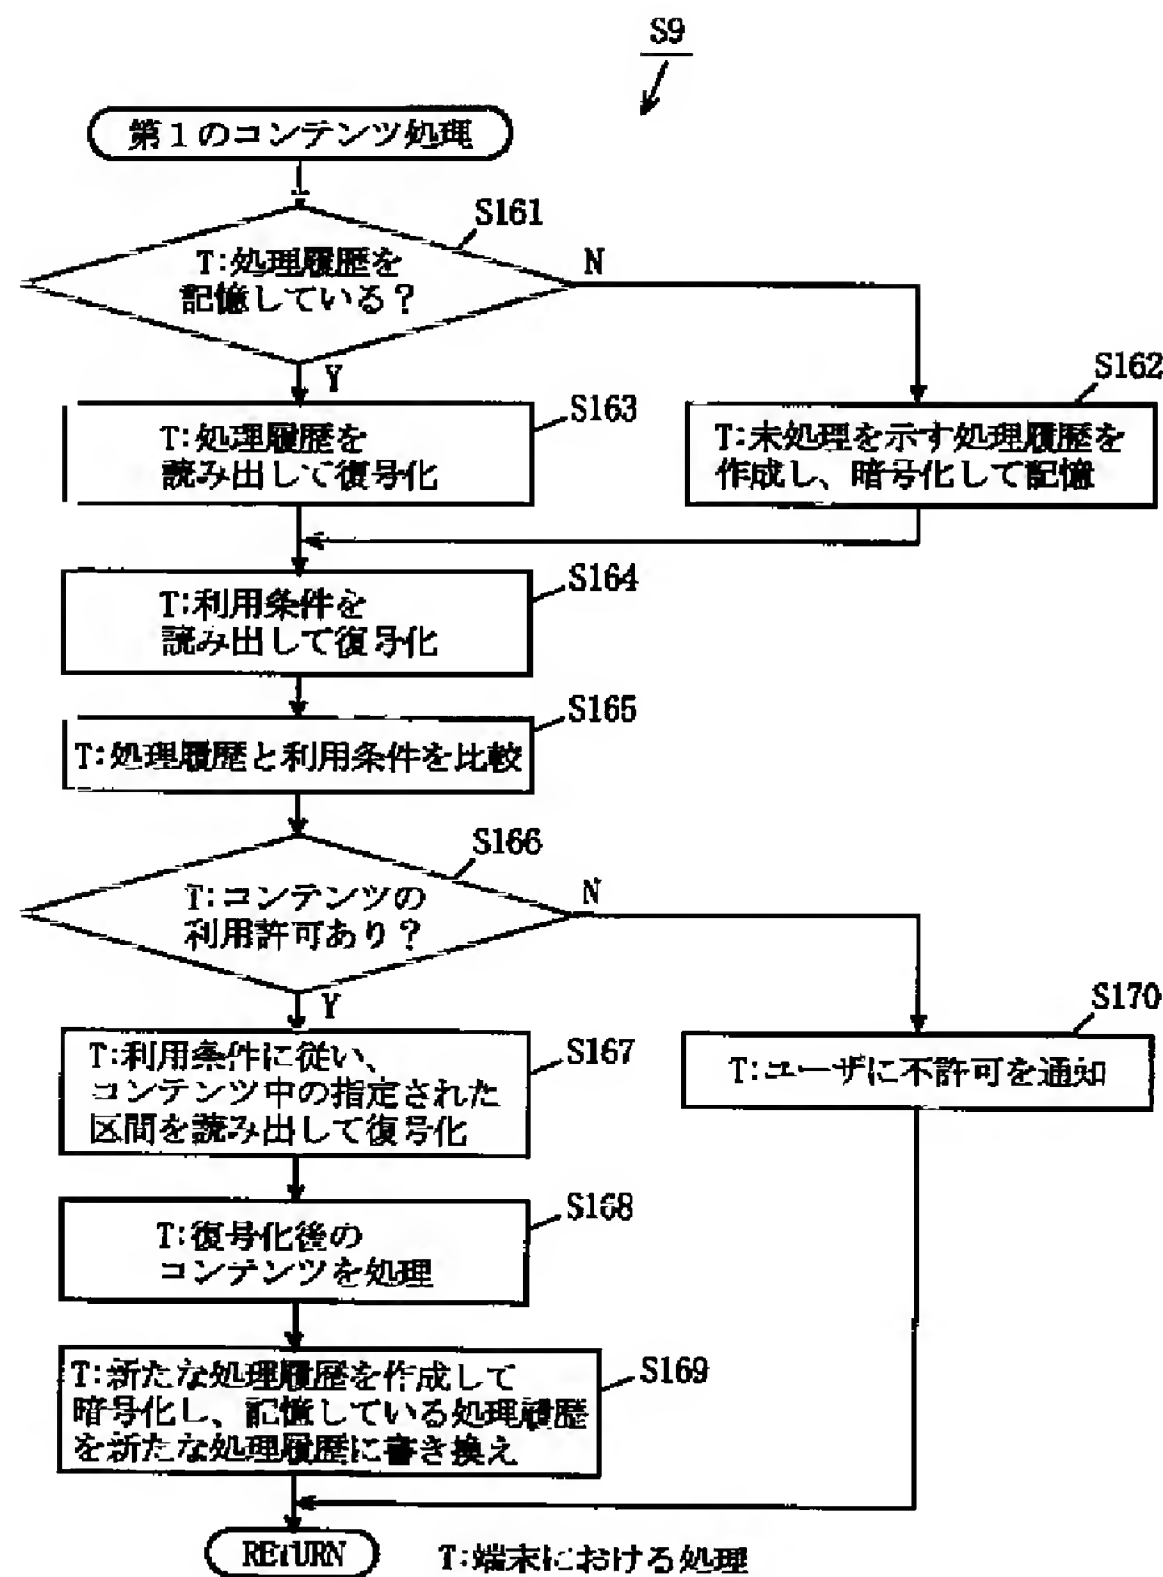 S9
第1のコンテンツ処理
S161
T:処理履歴を
記憶している?
N
Y
S162
T:未処理を示す処理履歴を
作成し、暗号化して記憶
S163
T:処理履歴を
読み出して復号化
S164
T:利用条件を
読み出して復号化
S165
T:処理履歴と利用条件を比較
S166
T:コンテンツの
利用許可あり?
N
Y
S170
T:ユーザに不許可を通知
S167
T:利用条件に従い、
コンテンツ中の指定された
区間を読み出して復号化
S168
T:復号化後の
コンテンツを処理
S169
T:新たな処理履歴を作成して
暗号化し、記憶している処理履歴
を新たな処理履歴に書き換え
RETURN
T:端末における処理